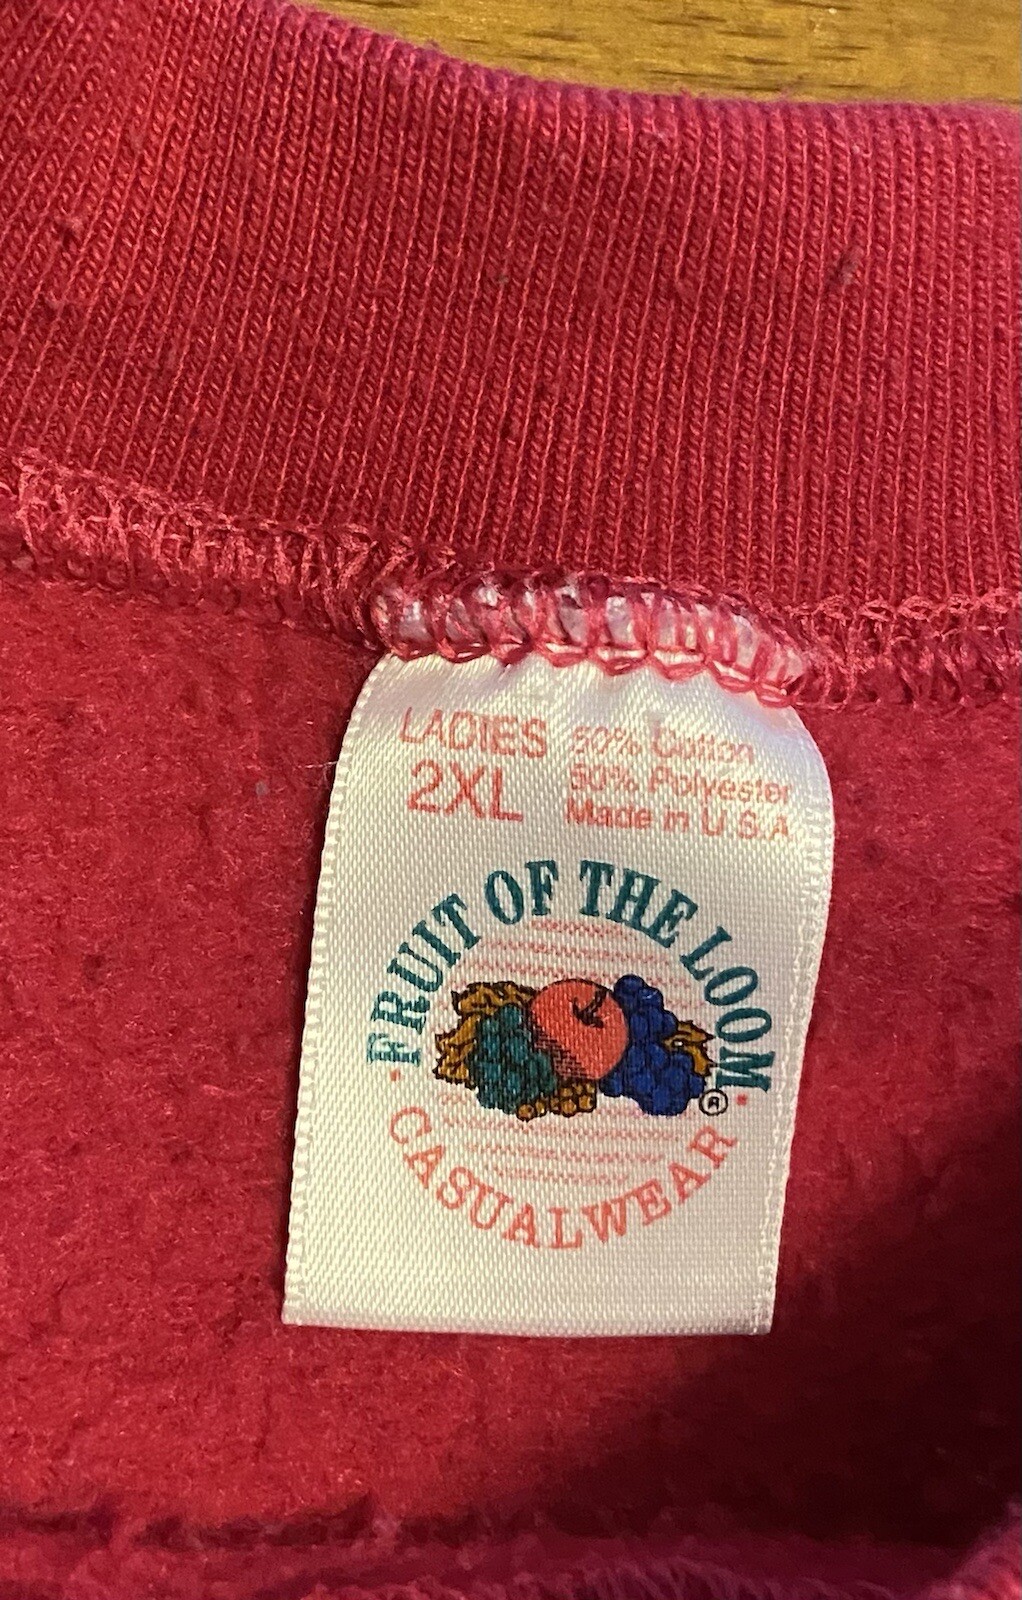 LADIES
2XL
50% Cotton
50% Polyester
Made in U.S.A.
• FRUIT OF THE LOOM •
®
CASUALWEAR